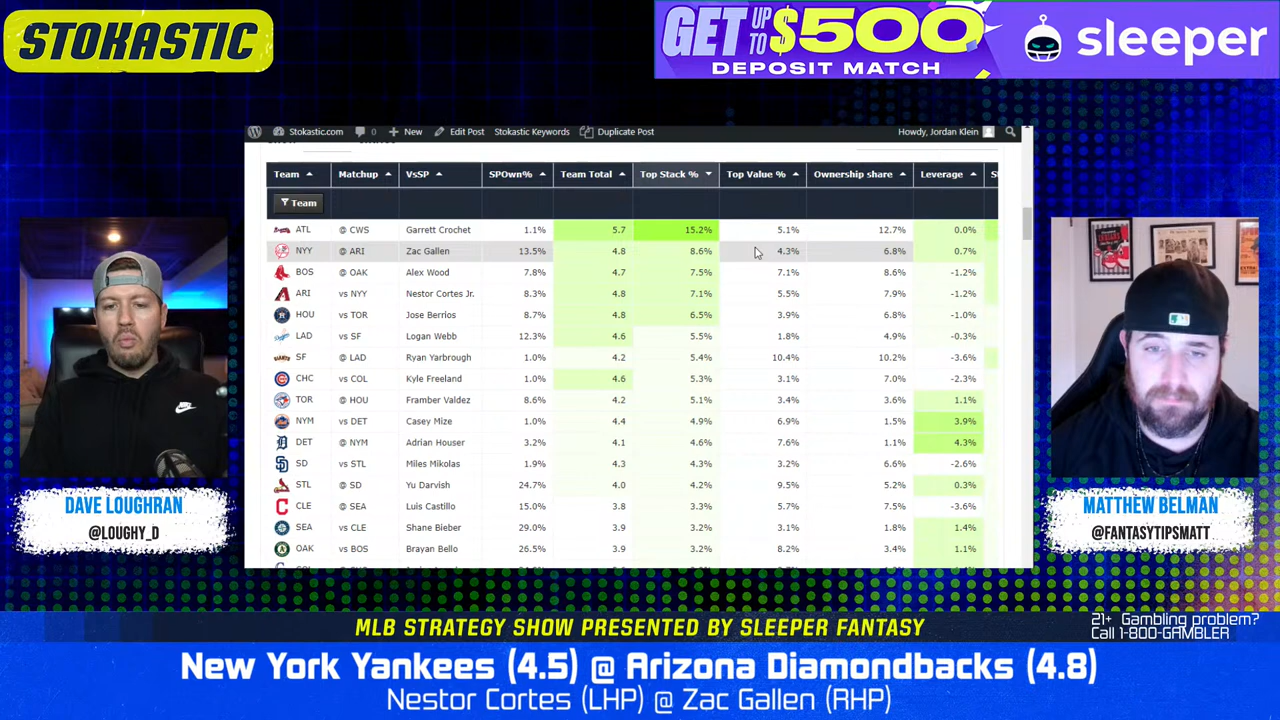 STOKASTIC
GET UP TO $500 DEPOSIT MATCH
sleeper
Stokastic.com 0 New Edit Post Stokastic Keywords Duplicate Post Howdy, Jordan Klein
Team Matchup VsSP SPOwn% Team Total Top Stack % Top Value % Ownership share Leverage
Team
ATL @ CWS Garrett Crochet 1.1% 5.7 15.2% 5.1% 12.7% 0.0%
NYY @ ARI Zac Gallen 13.5% 4.8 8.6% 4.3% 6.8% 0.7%
BOS @ OAK Alex Wood 7.8% 4.7 7.5% 7.1% 8.6% -1.2%
ARI vs NYY Nestor Cortes Jr. 8.3% 4.8 7.1% 5.5% 7.9% -1.2%
HOU vs TOR Jose Berrios 8.7% 4.8 6.5% 3.9% 6.8% -1.0%
LAD vs SF Logan Webb 12.3% 4.6 5.5% 1.8% 4.9% -0.3%
SF @ LAD Ryan Yarbrough 1.0% 4.2 5.4% 10.4% 10.2% -3.6%
CHC vs COL Kyle Freeland 1.0% 4.6 5.3% 3.1% 7.0% -2.3%
TOR @ HOU Framber Valdez 8.6% 4.2 5.1% 3.4% 3.6% 1.1%
NYM vs DET Casey Mize 1.0% 4.4 4.9% 6.9% 1.5% 3.9%
DET @ NYM Adrian Houser 3.2% 4.1 4.6% 7.6% 1.1% 4.3%
SD vs STL Miles Mikolas 1.9% 4.3 4.3% 3.2% 6.6% -2.6%
STL @ SD Yu Darvish 24.7% 4.0 4.2% 9.5% 5.2% 0.3%
CLE @ SEA Luis Castillo 15.0% 3.8 3.3% 5.7% 7.5% -3.6%
SEA vs CLE Shane Bieber 29.0% 3.9 3.2% 3.1% 1.8% 1.4%
OAK vs BOS Brayan Bello 26.5% 3.9 3.2% 8.2% 3.4% 1.1%
DAVE LOUGHRAN
@LOUGHY_D
MATTHEW BELMAN
@FANTASYTIPSMATT
MLB STRATEGY SHOW PRESENTED BY SLEEPER FANTASY
21+ Gambling problem?
Call 1-800-GAMBLER
New York Yankees (4.5) @ Arizona Diamondbacks (4.8)
Nestor Cortes (LHP) @ Zac Gallen (RHP)